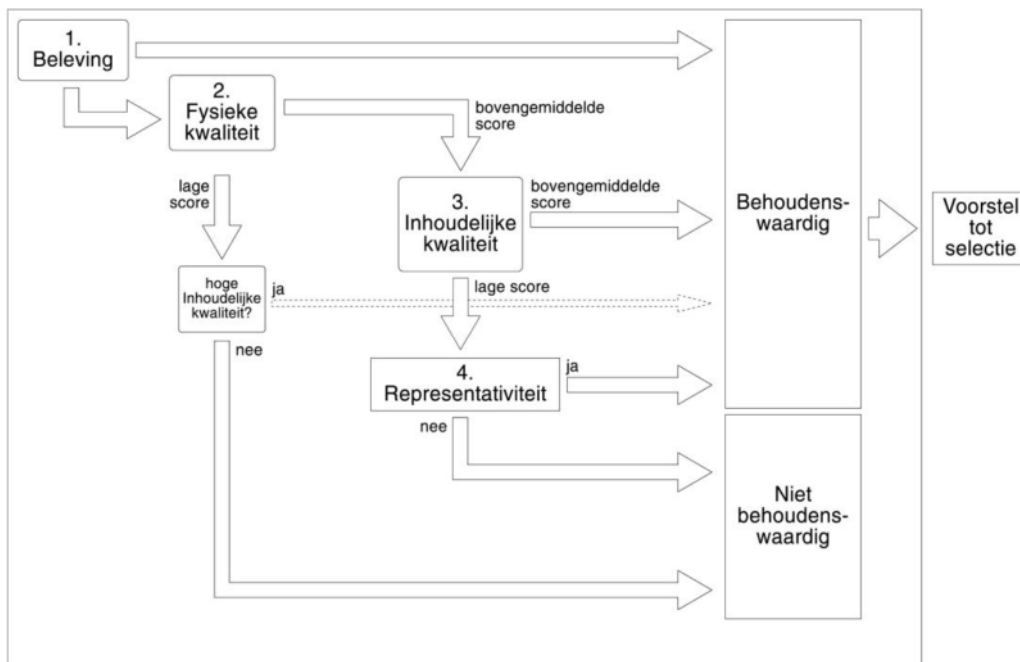 1.
Beleving
2.
Fysieke
kwaliteit
bovengemiddelde
score
lage
score
3.
Inhoudelijke
kwaliteit
bovengemiddelde
score
Behoudens-
waardig
Voorstel
tot
selectie
hoge
Inhoudelijke
kwaliteit?
ja
lage score
nee
4.
Representativiteit
ja
nee
Niet
behoudens-
waardig